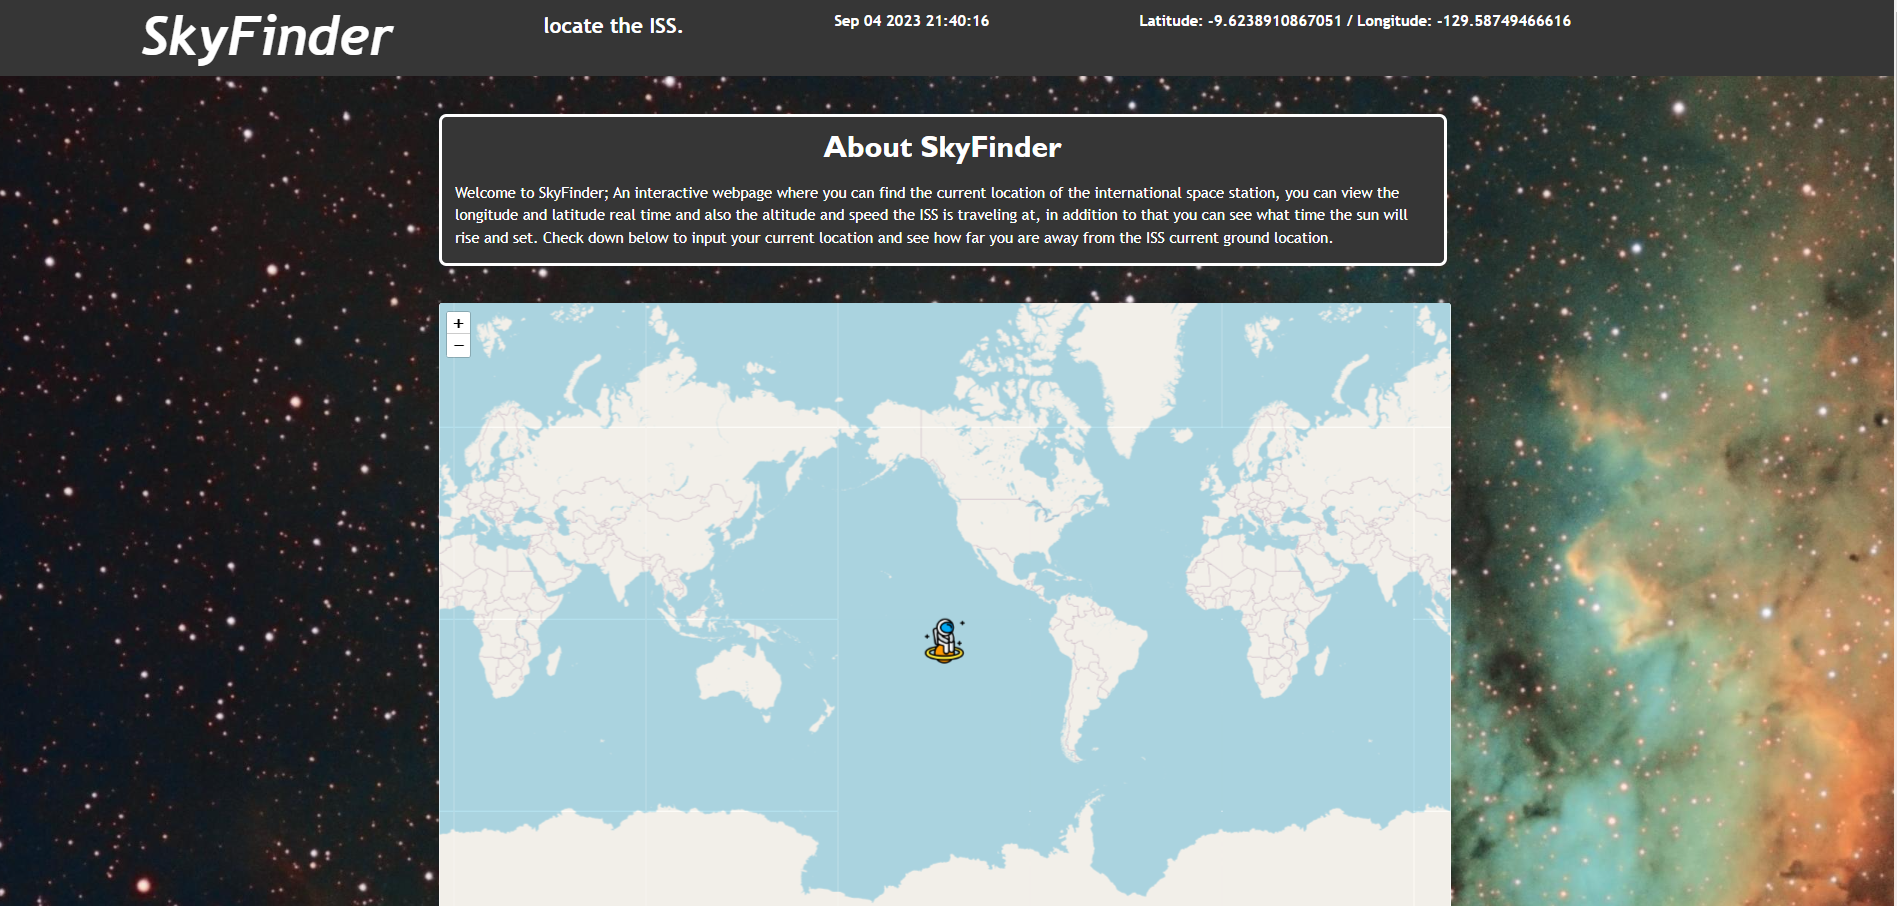 SkyFinder
locate the ISS.
Sep 04 2023 21:40:16
Latitude: -9.6238910867051 / Longitude: -129.58749466616
About SkyFinder
Welcome to SkyFinder; An interactive webpage where you can find the current location of the international space station, you can view the
longitude and latitude real time and also the altitude and speed the ISS is traveling at, in addition to that you can see what time the sun will
rise and set. Check down below to input your current location and see how far you are away from the ISS current ground location.
+
−